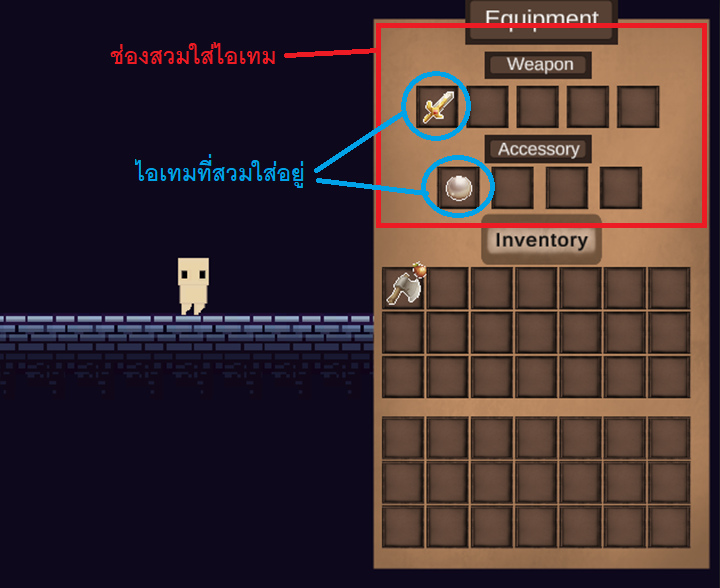 Equipment
ช่องสวมใส่ไอเทม
Weapon
Accessory
ไอเทมที่สวมใส่อยู่
Inventory